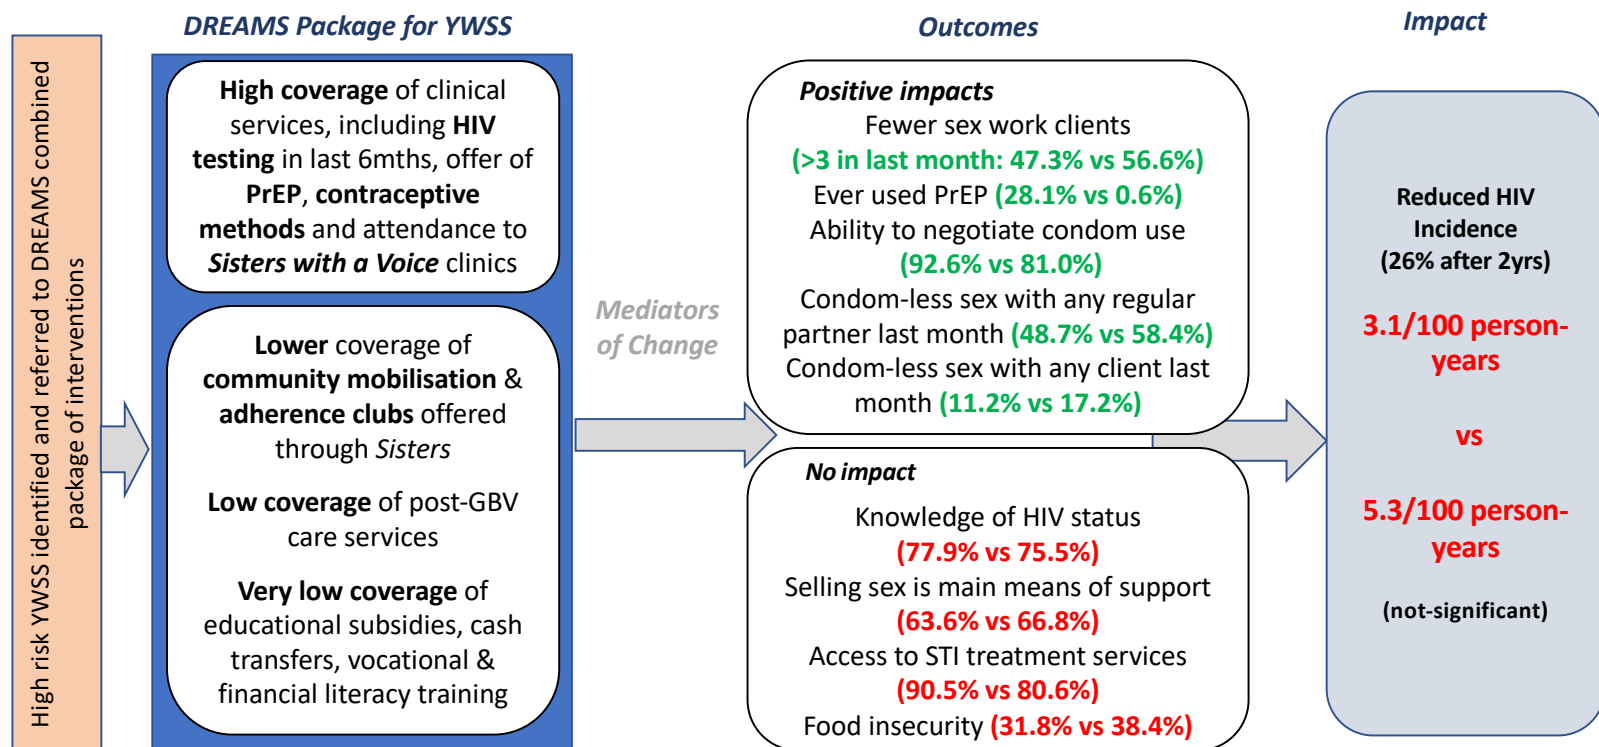 High risk YWSS identified and referred to DREAMS combined
package of interventions
DREAMS Package for YWSS
High coverage of clinical
services, including HIV
testing in last 6mths, offer of
PrEP, contraceptive
methods and attendance to
Sisters with a Voice clinics
Lower coverage of
community mobilisation &
adherence clubs offered
through Sisters
Low coverage of post-GBV
care services
Very low coverage of
educational subsidies, cash
transfers, vocational &
financial literacy training
Mediators
of Change
Outcomes
Positive impacts
Fewer sex work clients
(>3 in last month: 47.3% vs 56.6%)
Ever used PrEP (28.1% vs 0.6%)
Ability to negotiate condom use
(92.6% vs 81.0%)
Condom-less sex with any regular
partner last month (48.7% vs 58.4%)
Condom-less sex with any client last
month (11.2% vs 17.2%)
No impact
Knowledge of HIV status
(77.9% vs 75.5%)
Selling sex is main means of support
(63.6% vs 66.8%)
Access to STI treatment services
(90.5% vs 80.6%)
Food insecurity (31.8% vs 38.4%)
Impact
Reduced HIV
Incidence
(26% after 2yrs)
3.1/100 person-
years
vs
5.3/100 person-
years
(not-significant)